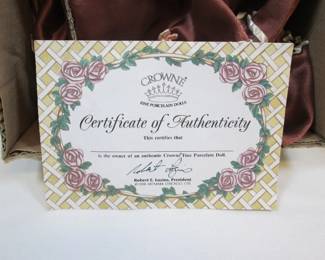 CROWNE
FINE PORCELAIN DOLLS
Certificate of Authenticity
This certifies that
is the owner of an authentic Crowne Fine Porcelain Doll.
Robert E. Lusins, President